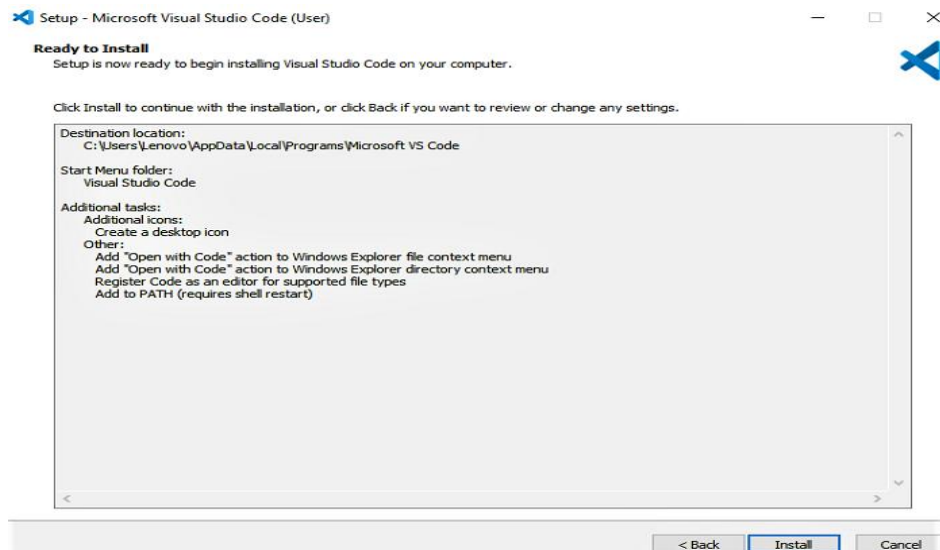 Setup - Microsoft Visual Studio Code (User)
Ready to Install
Setup is now ready to begin installing Visual Studio Code on your computer.
Click Install to continue with the installation, or click Back if you want to review or change any settings.
Destination location:
C:\Users\Lenovo\AppData\Local\Programs\Microsoft VS Code
Start Menu folder:
Visual Studio Code
Additional tasks:
Additional icons:
Create a desktop icon
Other:
Add "Open with Code" action to Windows Explorer file context menu
Add "Open with Code" action to Windows Explorer directory context menu
Register Code as an editor for supported file types
Add to PATH (requires shell restart)
< Back Install Cancel